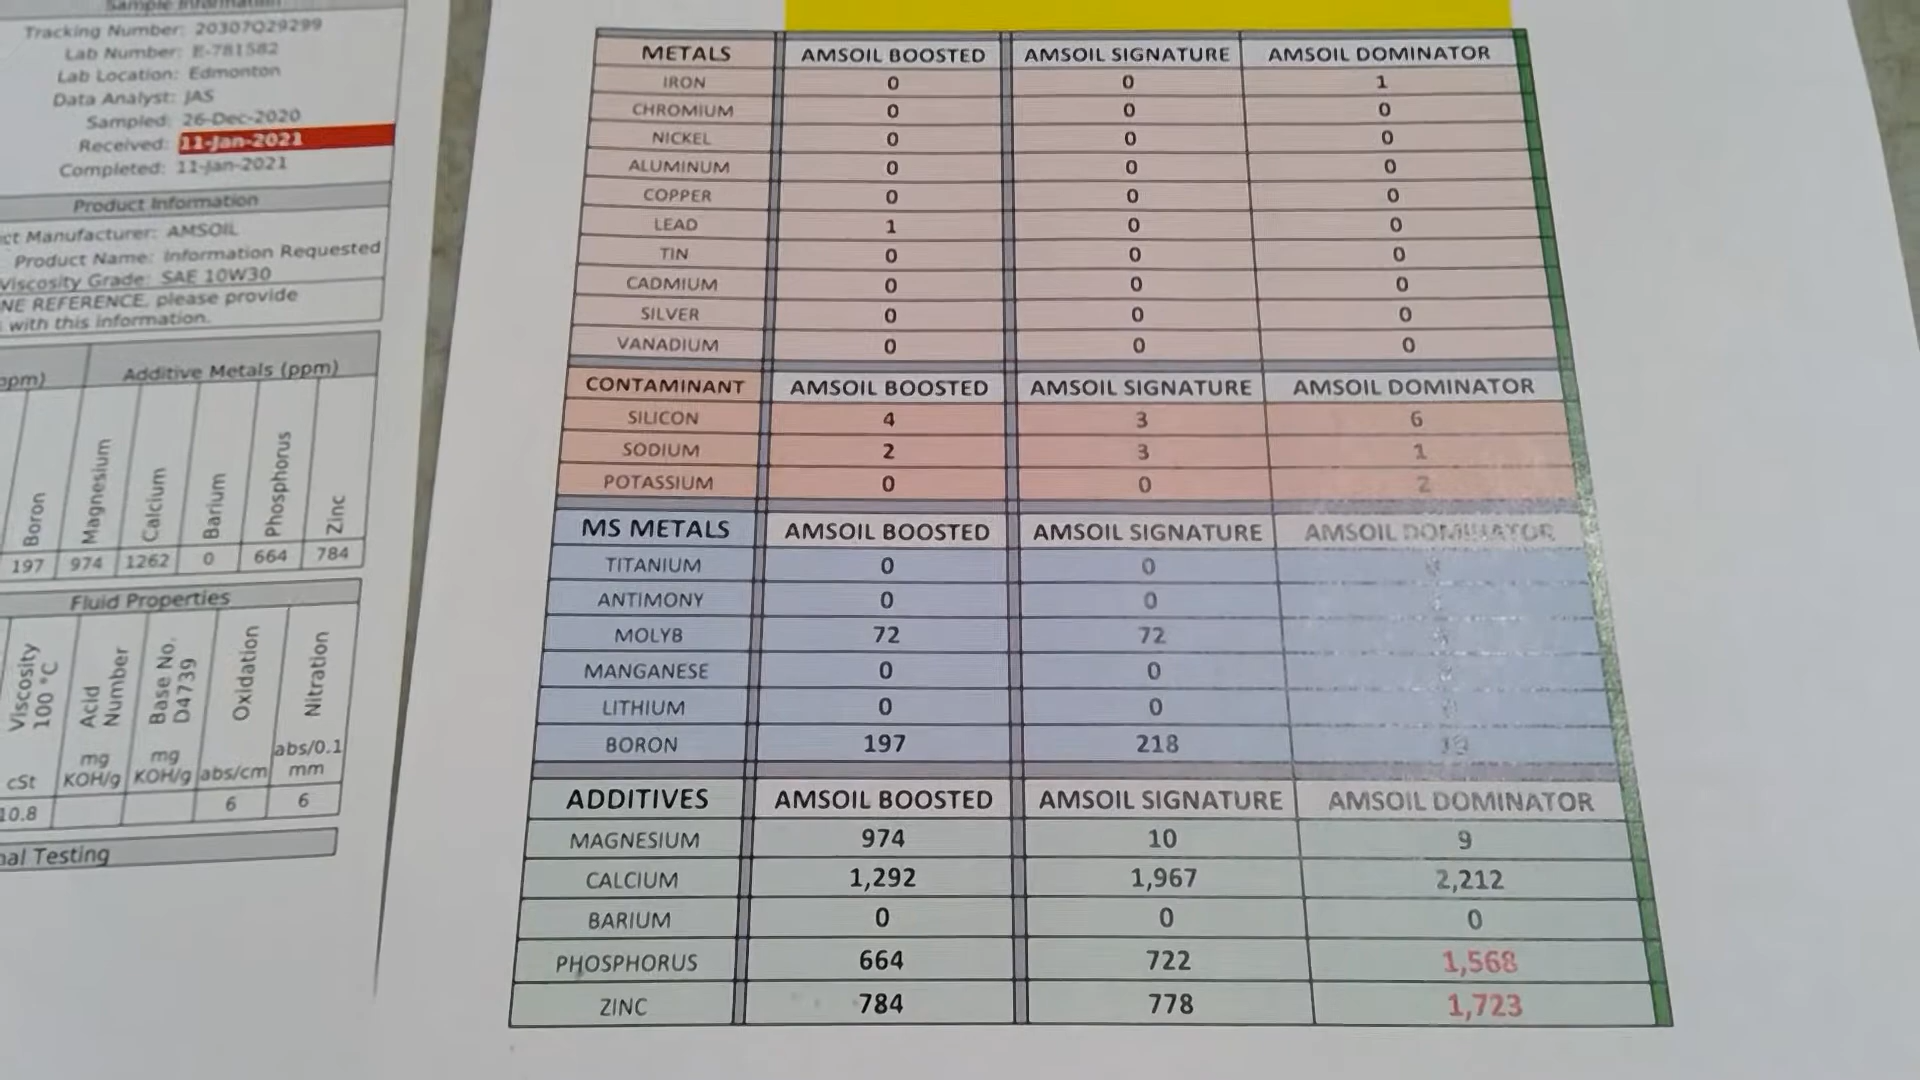 Sample Information
Tracking Number: 20307Q29299
Lab Number: E-781582
Lab Location: Edmonton
Data Analyst: JAS
Sampled: 26-Dec-2020
Received: 11-Jan-2021
Completed: 11-Jan-2021
Product Information
ct Manufacturer: AMSOIL
Product Name: Information Requested
Viscosity Grade: SAE 10W30
NE REFERENCE, please provide
with this information.
ppm) Additive Metals (ppm)
Boron Magnesium Calcium Barium Phosphorus Zinc
197 974 1262 0 664 784
Fluid Properties
Viscosity 100 °C Acid Number Base No. D4739 Oxidation Nitration
cSt mg KOH/g mg KOH/g abs/cm abs/0.1 mm
10.8 6 6
nal Testing
METALS AMSOIL BOOSTED AMSOIL SIGNATURE AMSOIL DOMINATOR
IRON 0 0 1
CHROMIUM 0 0 0
NICKEL 0 0 0
ALUMINUM 0 0 0
COPPER 0 0 0
LEAD 1 0 0
TIN 0 0 0
CADMIUM 0 0 0
SILVER 0 0 0
VANADIUM 0 0 0
CONTAMINANT AMSOIL BOOSTED AMSOIL SIGNATURE AMSOIL DOMINATOR
SILICON 4 3 6
SODIUM 2 3 1
POTASSIUM 0 0 2
MS METALS AMSOIL BOOSTED AMSOIL SIGNATURE AMSOIL DOMINATOR
TITANIUM 0 0
ANTIMONY 0 0
MOLYB 72 72
MANGANESE 0 0
LITHIUM 0 0
BORON 197 218
ADDITIVES AMSOIL BOOSTED AMSOIL SIGNATURE AMSOIL DOMINATOR
MAGNESIUM 974 10 9
CALCIUM 1,292 1,967 2,212
BARIUM 0 0 0
PHOSPHORUS 664 722 1,568
ZINC 784 778 1,723